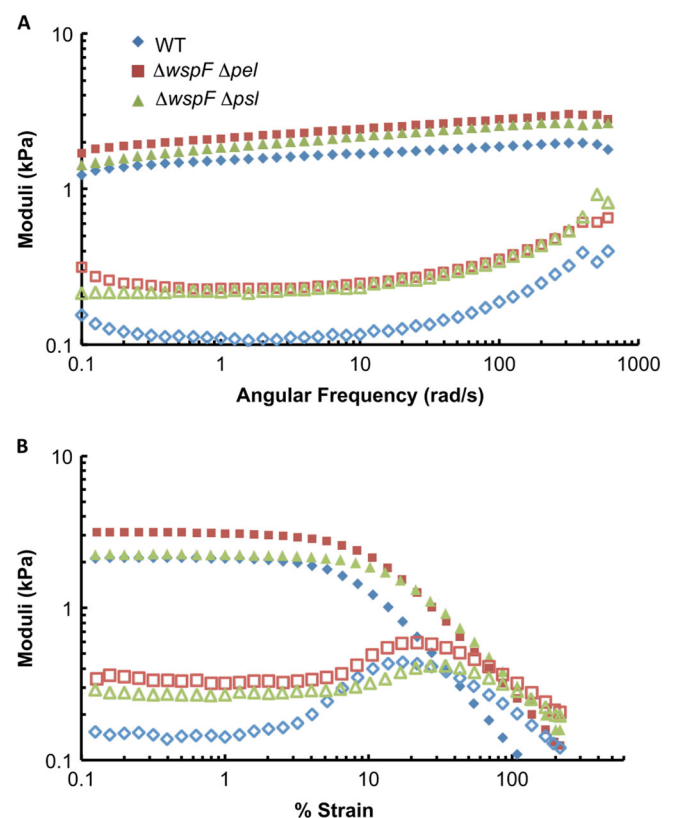 A
10
WT
ΔwspF Δpel
ΔwspF Δpsl
Moduli (kPa)
1
0.1
0.1 1 10 100 1000
Angular Frequency (rad/s)
B
10
Moduli (kPa)
1
0.1
0.1 1 10 100
% Strain